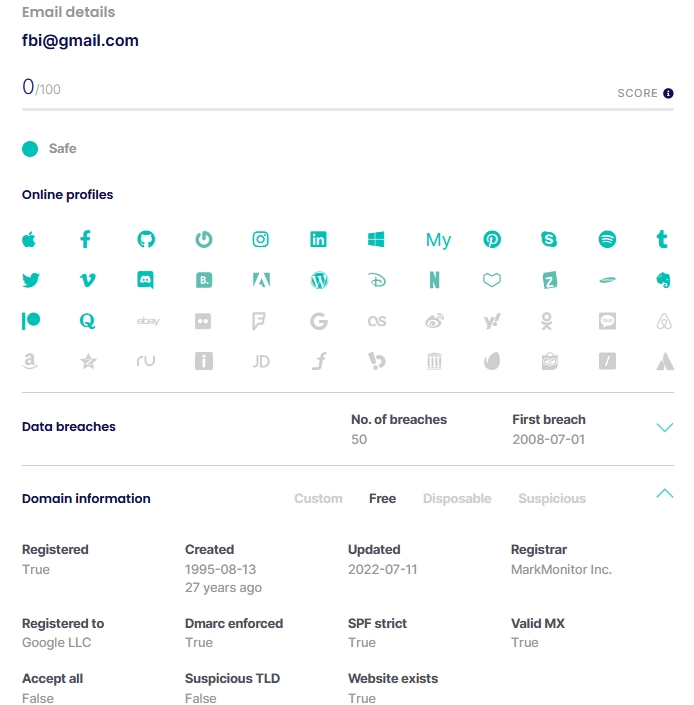 Email details
fbi@gmail.com
0/100
SCORE
Safe
Online profiles
My
ebay
Data breaches
No. of breaches
50
First breach
2008-07-01
Domain information
Custom
Free
Disposable
Suspicious
Registered
True
Created
1995-08-13
27 years ago
Updated
2022-07-11
Registrar
MarkMonitor Inc.
Registered to
Google LLC
Dmarc enforced
True
SPF strict
True
Valid MX
True
Accept all
False
Suspicious TLD
False
Website exists
True